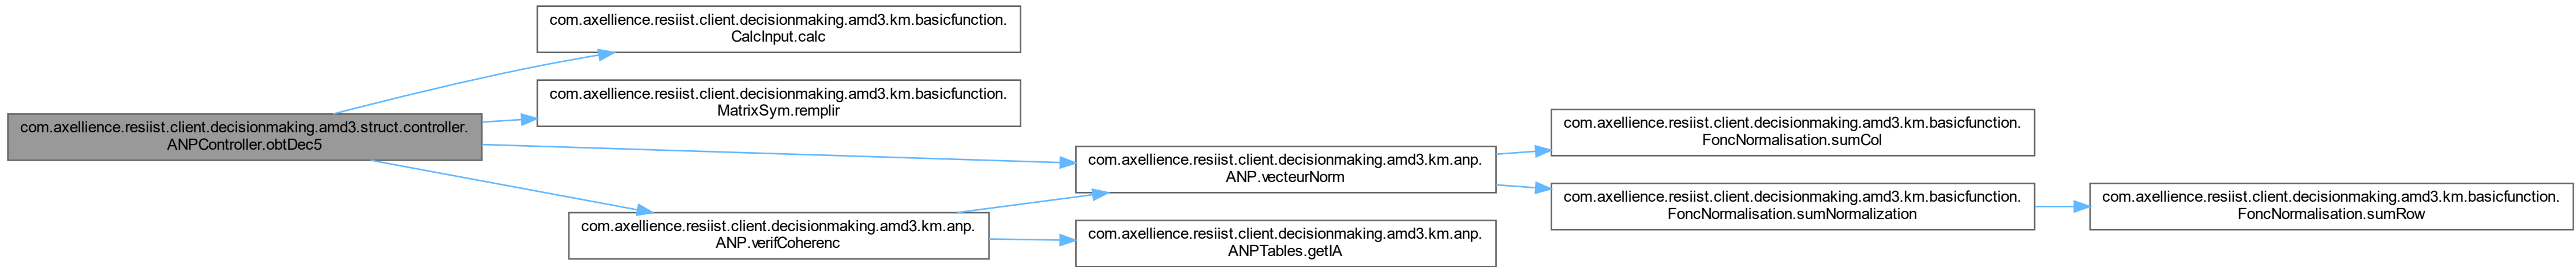 com.axellience.resiist.client.decisionmaking.amd3.struct.controller.
ANPController.obtDec5
com.axellience.resiist.client.decisionmaking.amd3.km.basicfunction.
CalcInput.calc
com.axellience.resiist.client.decisionmaking.amd3.km.basicfunction.
MatrixSym.remplir
com.axellience.resiist.client.decisionmaking.amd3.km.anp.
ANP.verifCoherenc
com.axellience.resiist.client.decisionmaking.amd3.km.anp.
ANP.vecteurNorm
com.axellience.resiist.client.decisionmaking.amd3.km.anp.
ANPTables.getIA
com.axellience.resiist.client.decisionmaking.amd3.km.basicfunction.
FoncNormalisation.sumCol
com.axellience.resiist.client.decisionmaking.amd3.km.basicfunction.
FoncNormalisation.sumNormalization
com.axellience.resiist.client.decisionmaking.amd3.km.basicfunction.
FoncNormalisation.sumRow